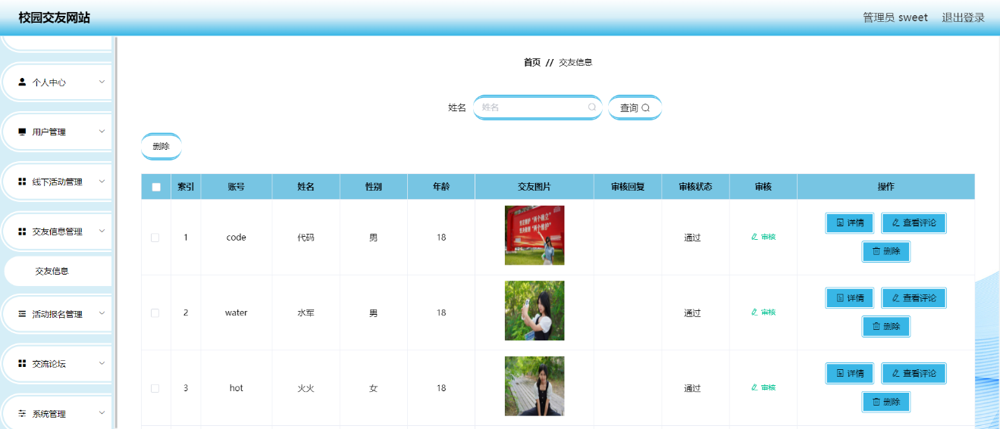 校园交友网站
管理员 sweet 退出登录
个人中心
用户管理
线下活动管理
交友信息管理
交友信息
活动报名管理
交流论坛
系统管理
首页 // 交友信息
姓名 姓名 查询
删除
索引 账号 姓名 性别 年龄 交友图片 审核回复 审核状态 审核 操作
1 code 代码 男 18 通过 审核 详情 查看评论
删除
2 water 水军 男 18 通过 审核 详情 查看评论
删除
3 hot 火火 女 18 通过 审核 详情 查看评论
删除